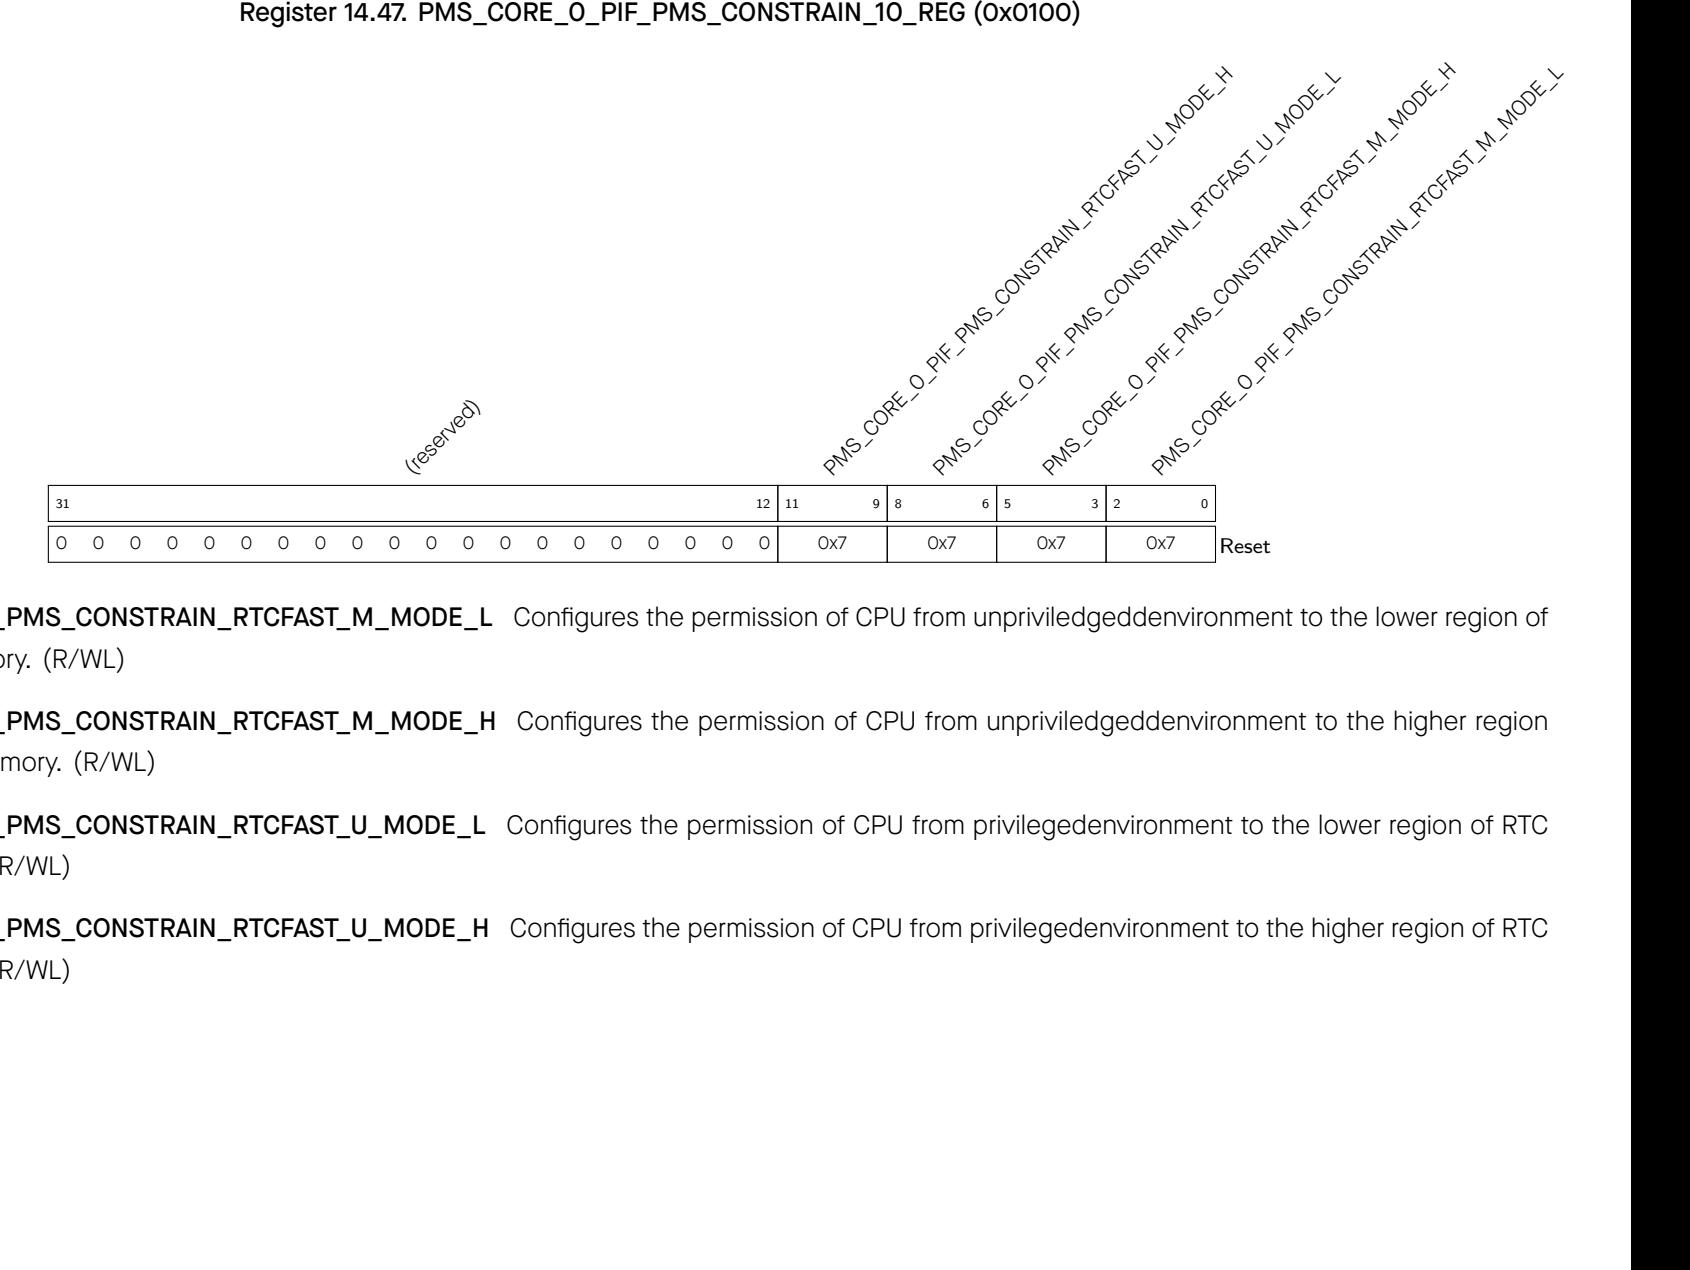 Register 14.47. PMS_CORE_0_PIF_PMS_CONSTRAIN_10_REG (0x0100)
(reserved)
PMS_CORE_0_PIF_PMS_CONSTRAIN_RTCFAST_U_MODE_H
PMS_CORE_0_PIF_PMS_CONSTRAIN_RTCFAST_U_MODE_L
PMS_CORE_0_PIF_PMS_CONSTRAIN_RTCFAST_M_MODE_H
PMS_CORE_0_PIF_PMS_CONSTRAIN_RTCFAST_M_MODE_L
31 12 11 9 8 6 5 3 2 0
0 0 0 0 0 0 0 0 0 0 0 0 0 0 0 0 0 0 0 0 0x7 0x7 0x7 0x7 Reset
_PMS_CONSTRAIN_RTCFAST_M_MODE_L Configures the permission of CPU from unpriviledgeddenvironment to the lower region of
ory. (R/WL)
_PMS_CONSTRAIN_RTCFAST_M_MODE_H Configures the permission of CPU from unpriviledgeddenvironment to the higher region
mory. (R/WL)
_PMS_CONSTRAIN_RTCFAST_U_MODE_L Configures the permission of CPU from privilegedenvironment to the lower region of RTC
R/WL)
_PMS_CONSTRAIN_RTCFAST_U_MODE_H Configures the permission of CPU from privilegedenvironment to the higher region of RTC
R/WL)